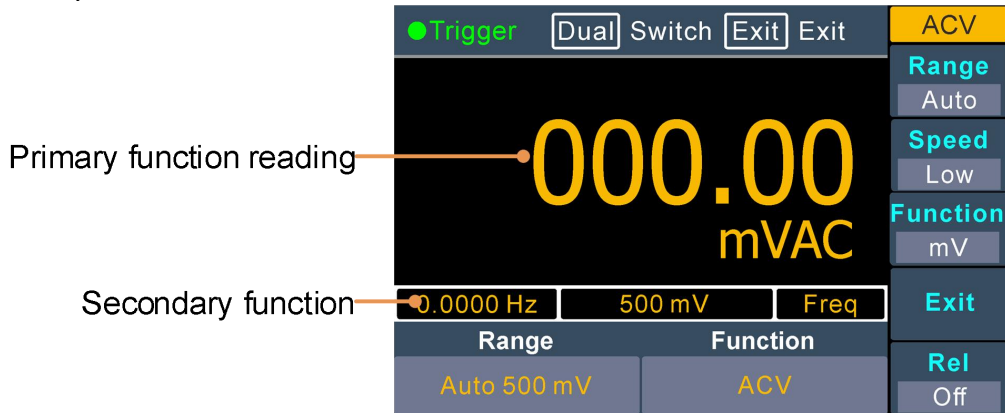 Trigger Dual Switch Exit Exit
ACV
Range
Auto
Speed
Low
Function
mV
Exit
Rel
Off
Primary function reading
000.00
mVAC
Secondary function
0.0000 Hz 500 mV Freq
Range Function
Auto 500 mV ACV